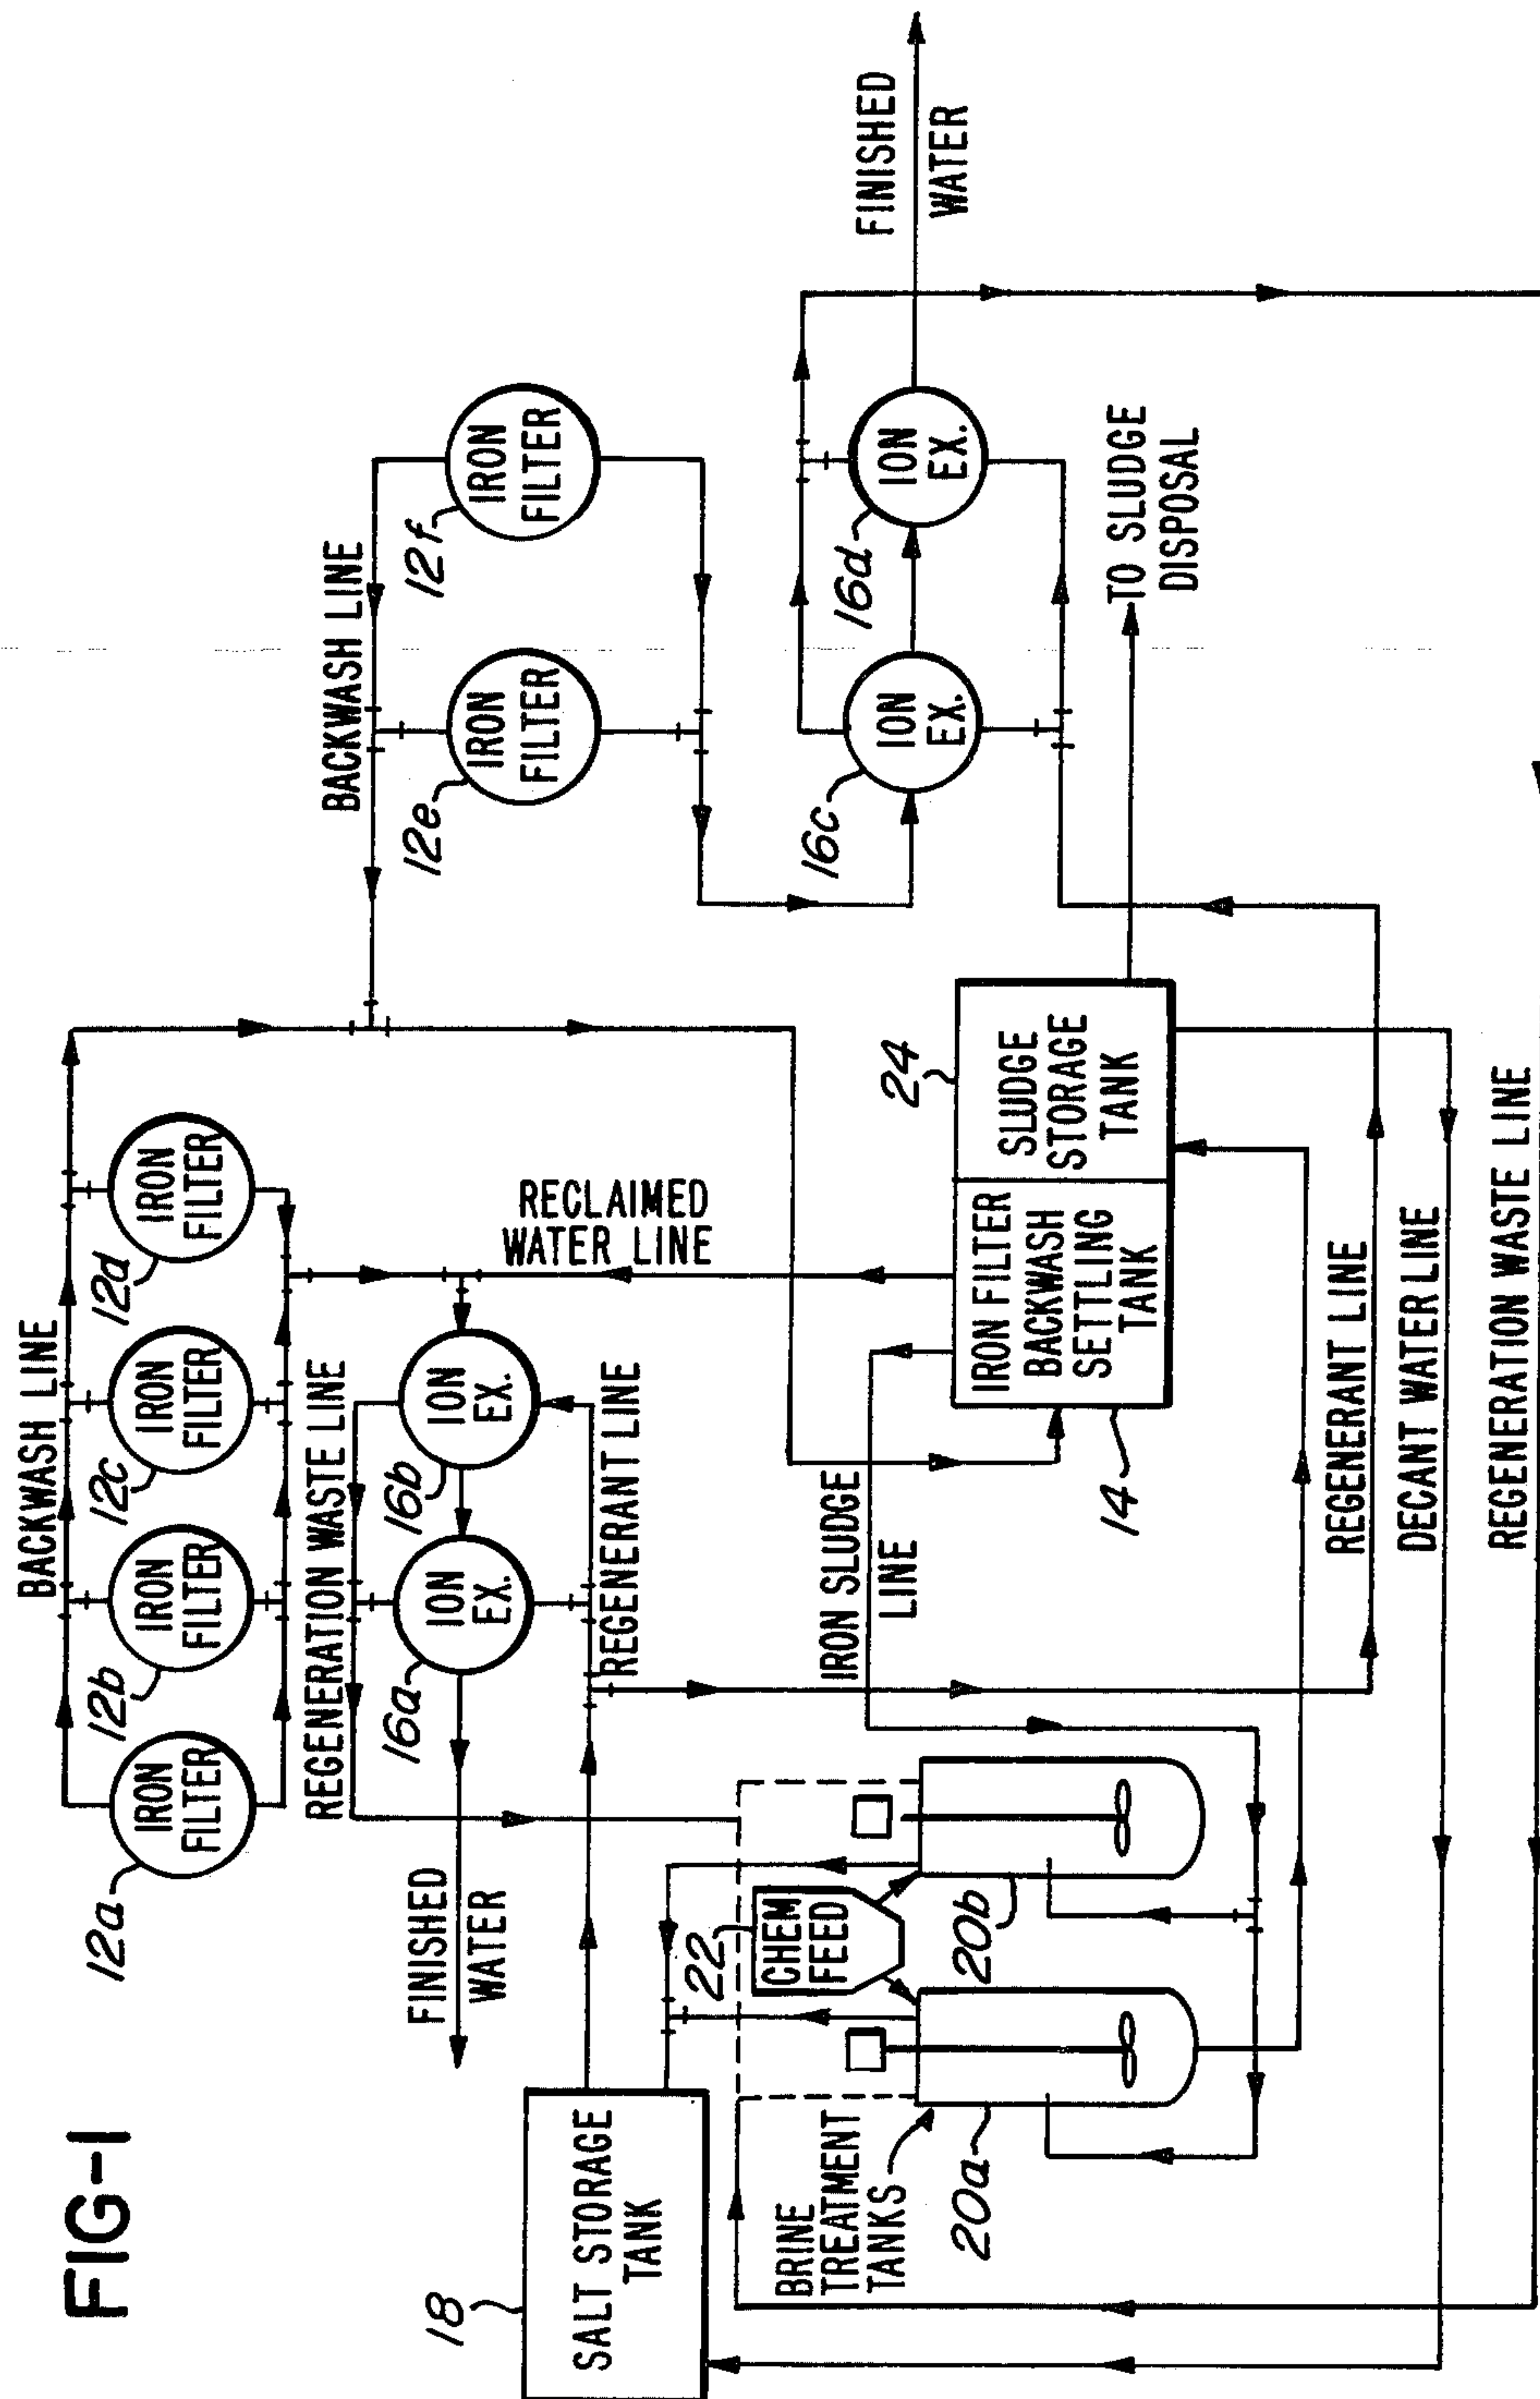 FIG-1
BACKWASH LINE
12a
IRON
FILTER
12b
IRON
FILTER
12c
IRON
FILTER
12d
IRON
FILTER
BACKWASH LINE
12e
IRON
FILTER
12f
IRON
FILTER
REGENERATION WASTE LINE
FINISHED
WATER
16a
ION
EX.
16b
ION
EX.
RECLAIMED
WATER LINE
REGENERANT LINE
18
SALT STORAGE
TANK
22
CHEM
FEED
BRINE
TREATMENT
TANKS
20a
20b
IRON SLUDGE
LINE
14
IRON FILTER
BACKWASH
SETTLING
TANK
24
SLUDGE
STORAGE
TANK
16c
ION
EX.
16d
ION
EX.
FINISHED
WATER
TO SLUDGE
DISPOSAL
REGENERANT LINE
DECANT WATER LINE
REGENERATION WASTE LINE